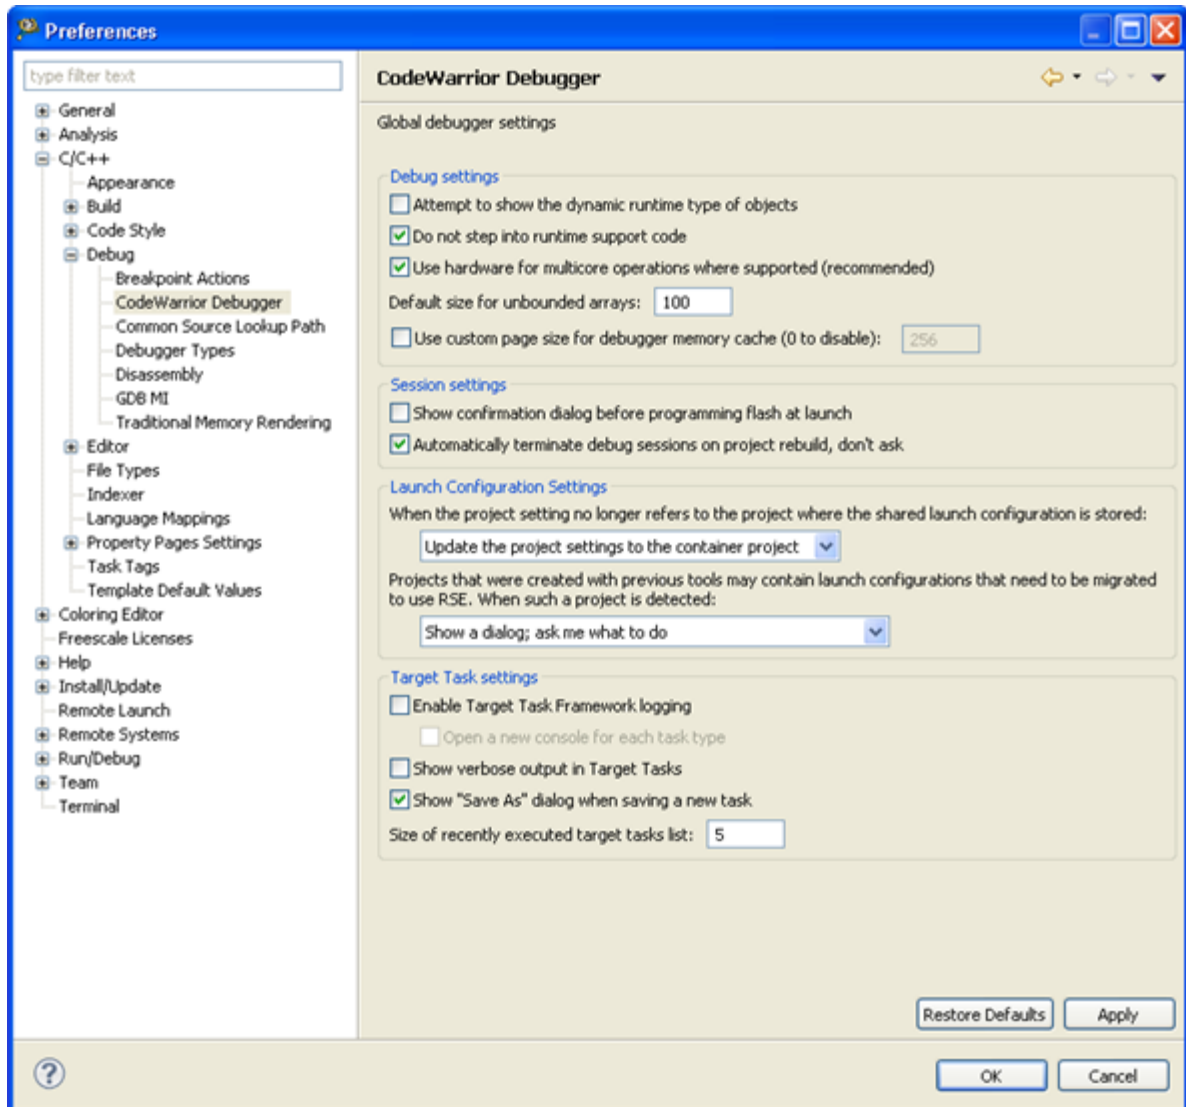 Preferences
type filter text
General
Analysis
C/C++
Appearance
Build
Code Style
Debug
Breakpoint Actions
CodeWarrior Debugger
Common Source Lookup Path
Debugger Types
Disassembly
GDB MI
Traditional Memory Rendering
Editor
File Types
Indexer
Language Mappings
Property Pages Settings
Task Tags
Template Default Values
Coloring Editor
Freescale Licenses
Help
Install/Update
Remote Launch
Remote Systems
Run/Debug
Team
Terminal
CodeWarrior Debugger
Global debugger settings
Debug settings
Attempt to show the dynamic runtime type of objects
Do not step into runtime support code
Use hardware for multicore operations where supported (recommended)
Default size for unbounded arrays: 100
Use custom page size for debugger memory cache (0 to disable): 256
Session settings
Show confirmation dialog before programming flash at launch
Automatically terminate debug sessions on project rebuild, don't ask
Launch Configuration Settings
When the project setting no longer refers to the project where the shared launch configuration is stored:
Update the project settings to the container project
Projects that were created with previous tools may contain launch configurations that need to be migrated
to use RSE. When such a project is detected:
Show a dialog; ask me what to do
Target Task settings
Enable Target Task Framework logging
Open a new console for each task type
Show verbose output in Target Tasks
Show "Save As" dialog when saving a new task
Size of recently executed target tasks list: 5
Restore Defaults Apply
? OK Cancel